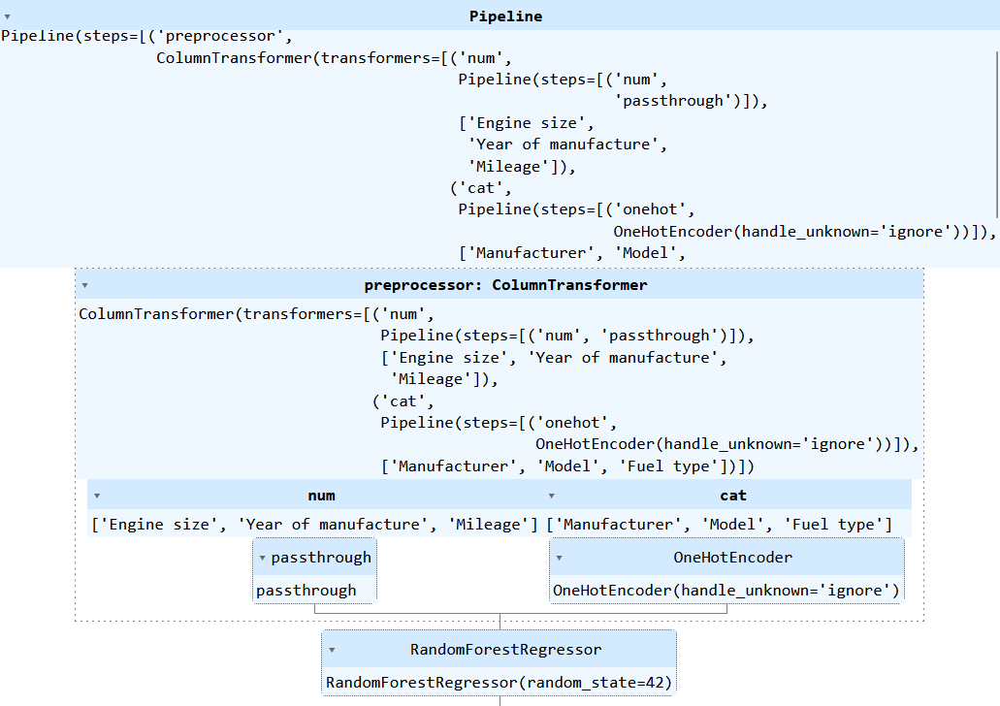 Pipeline
Pipeline(steps=[('preprocessor',
ColumnTransformer(transformers=[('num',
Pipeline(steps=[('num',
'passthrough')]),
['Engine size',
'Year of manufacture',
'Mileage']),
('cat',
Pipeline(steps=[('onehot',
OneHotEncoder(handle_unknown='ignore'))]),
['Manufacturer', 'Model',
preprocessor: ColumnTransformer
ColumnTransformer(transformers=[('num',
Pipeline(steps=[('num', 'passthrough')]),
['Engine size', 'Year of manufacture',
'Mileage']),
('cat',
Pipeline(steps=[('onehot',
OneHotEncoder(handle_unknown='ignore'))]),
['Manufacturer', 'Model', 'Fuel type'])])
num
cat
['Engine size', 'Year of manufacture', 'Mileage']
['Manufacturer', 'Model', 'Fuel type']
passthrough
OneHotEncoder
passthrough
OneHotEncoder(handle_unknown='ignore')
RandomForestRegressor
RandomForestRegressor(random_state=42)